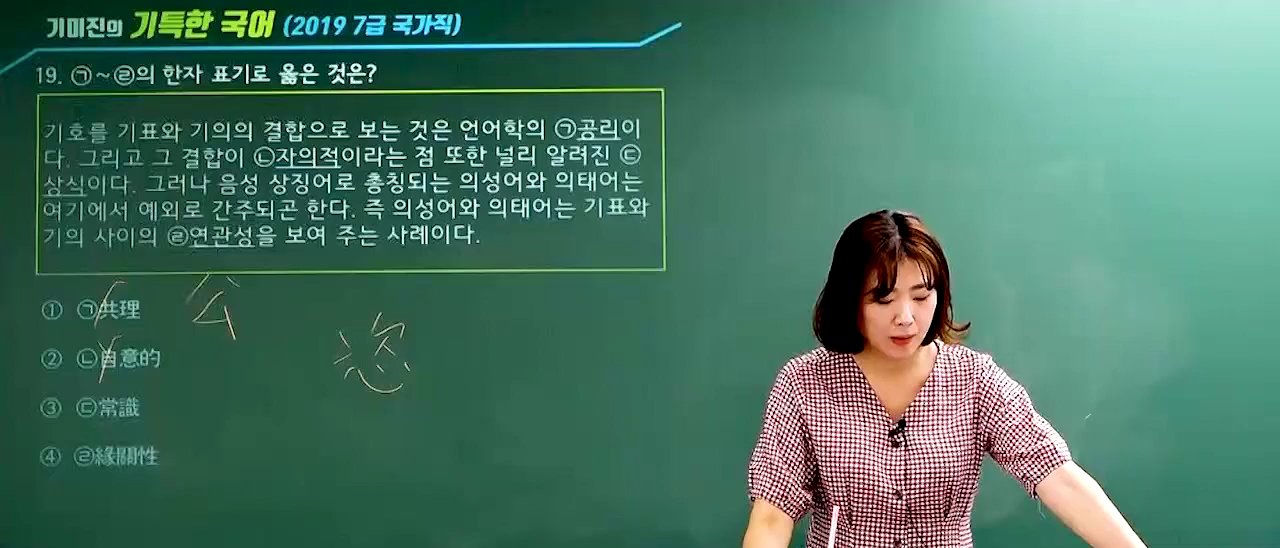 기미진의 기특한 국어 (2019 7급 국가직)
19. ㉠~㉣의 한자 표기로 옳은 것은?
기호를 기표와 기의의 결합으로 보는 것은 언어학의 ㉠공리이
다. 그리고 그 결합이 ㉡자의적이라는 점 또한 널리 알려진 ㉢
상식이다. 그러나 음성 상징어로 총칭되는 의성어와 의태어는
여기에서 예외로 간주되곤 한다. 즉 의성어와 의태어는 기표와
기의 사이의 ㉣연관성을 보여 주는 사례이다.
① ㉠共理 公
② ㉡自意的 恣
③ ㉢常識
④ ㉣緣關性